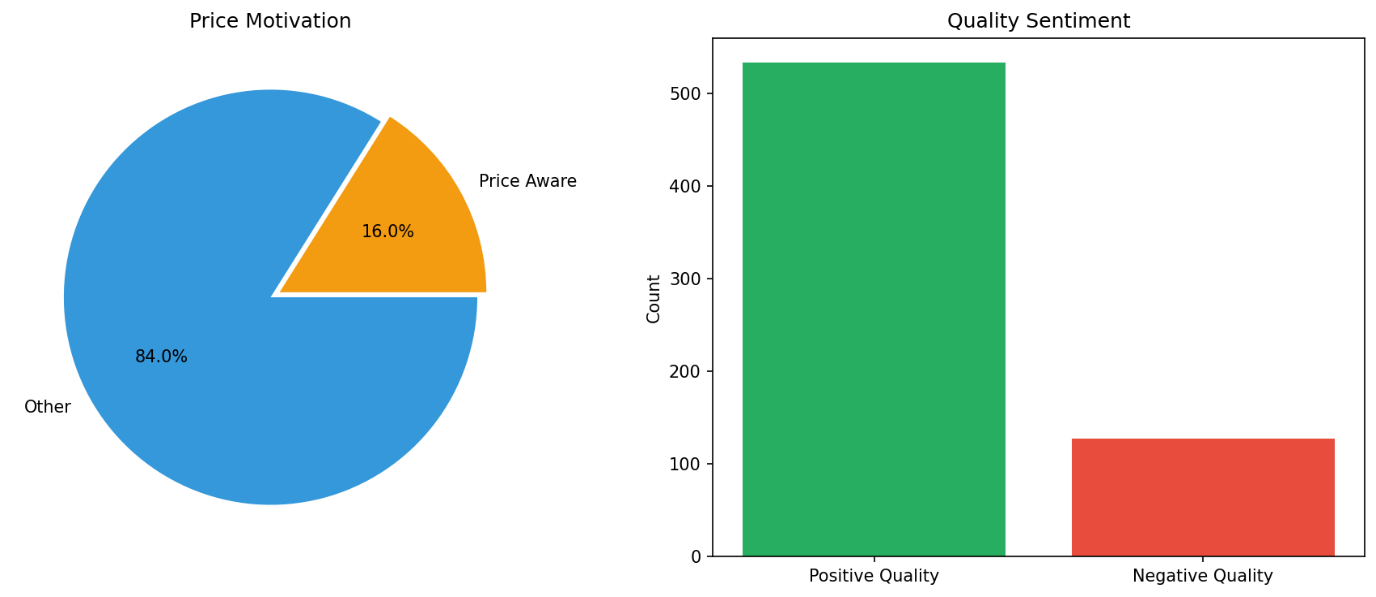 Price Motivation
Price Aware
16.0%
84.0%
Other
Quality Sentiment
Count
500
400
300
200
100
0
Positive Quality
Negative Quality